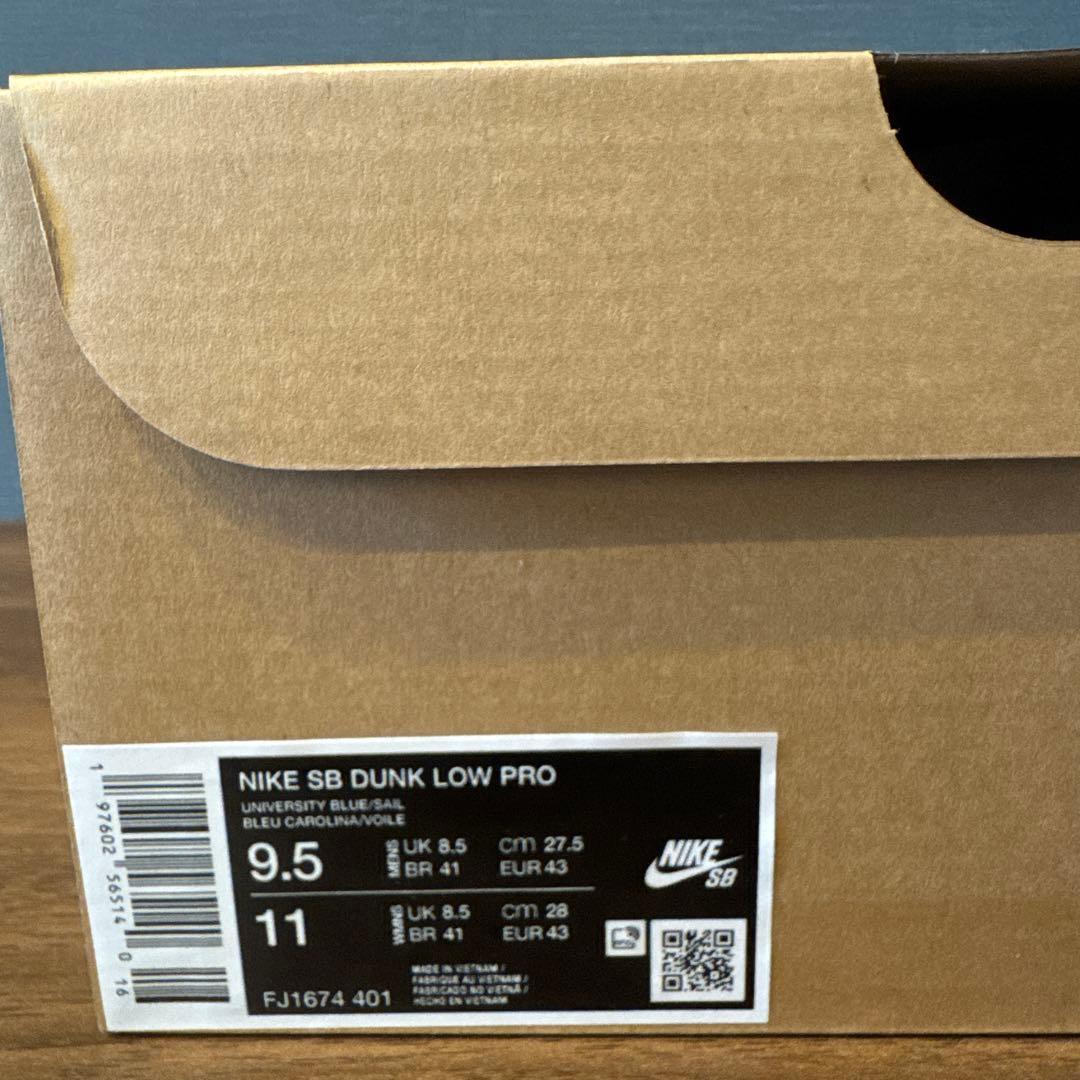 NIKE SB DUNK LOW PRO
UNIVERSITY BLUE/SAIL
BLEU CAROLINA/VOILE
9.5 MENS UK 8.5 cm 27.5
BR 41 EUR 43
11 WMNS UK 8.5 cm 28
BR 41 EUR 43
MADE IN VIETNAM /
FABRIQUE AU VIETNAM /
FABRICADO NO VIETNÃ /
HECHO EN VIETNAM
FJ1674 401
NIKE
SB
1 97602 56514 0 16